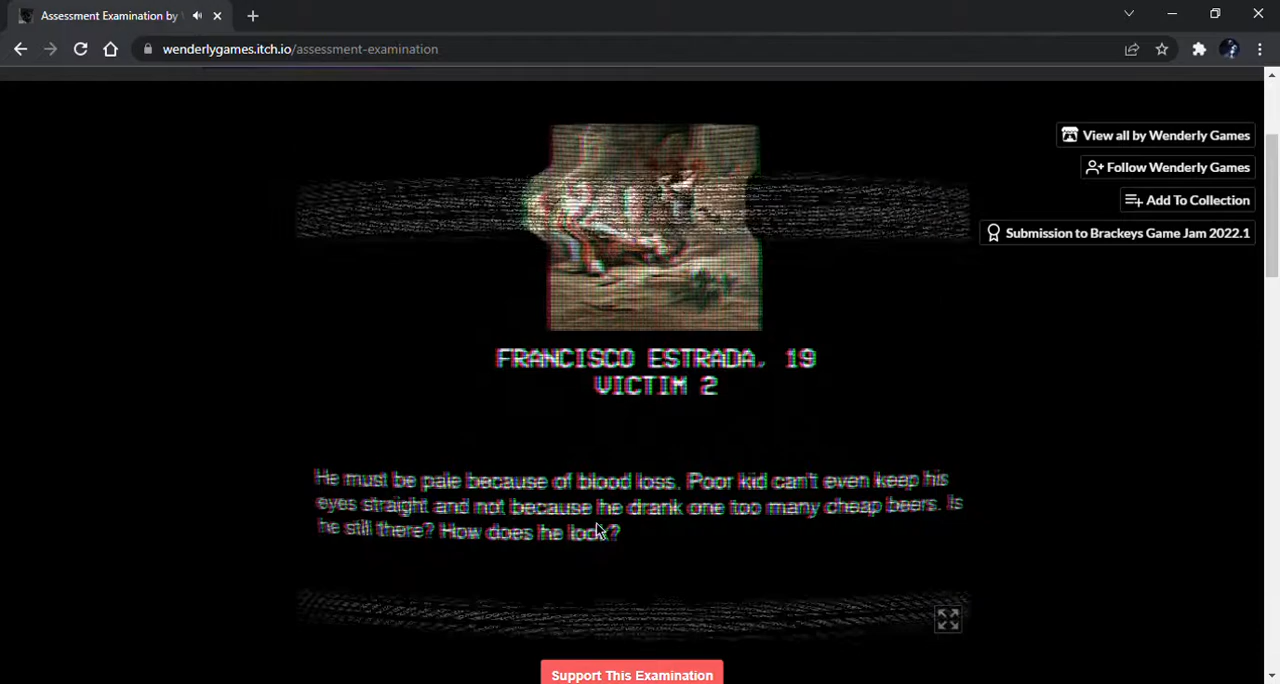 Assessment Examination by
wenderlygames.itch.io/assessment-examination
View all by Wenderly Games
Follow Wenderly Games
Add To Collection
Submission to Brackeys Game Jam 2022.1
FRANCISCO ESTRADA, 19
VICTIM 2
He must be pale because of blood loss. Poor kid can't even keep his
eyes straight and not because he drank one too many cheap beers. Is
he still there? How does he look?
Support This Examination